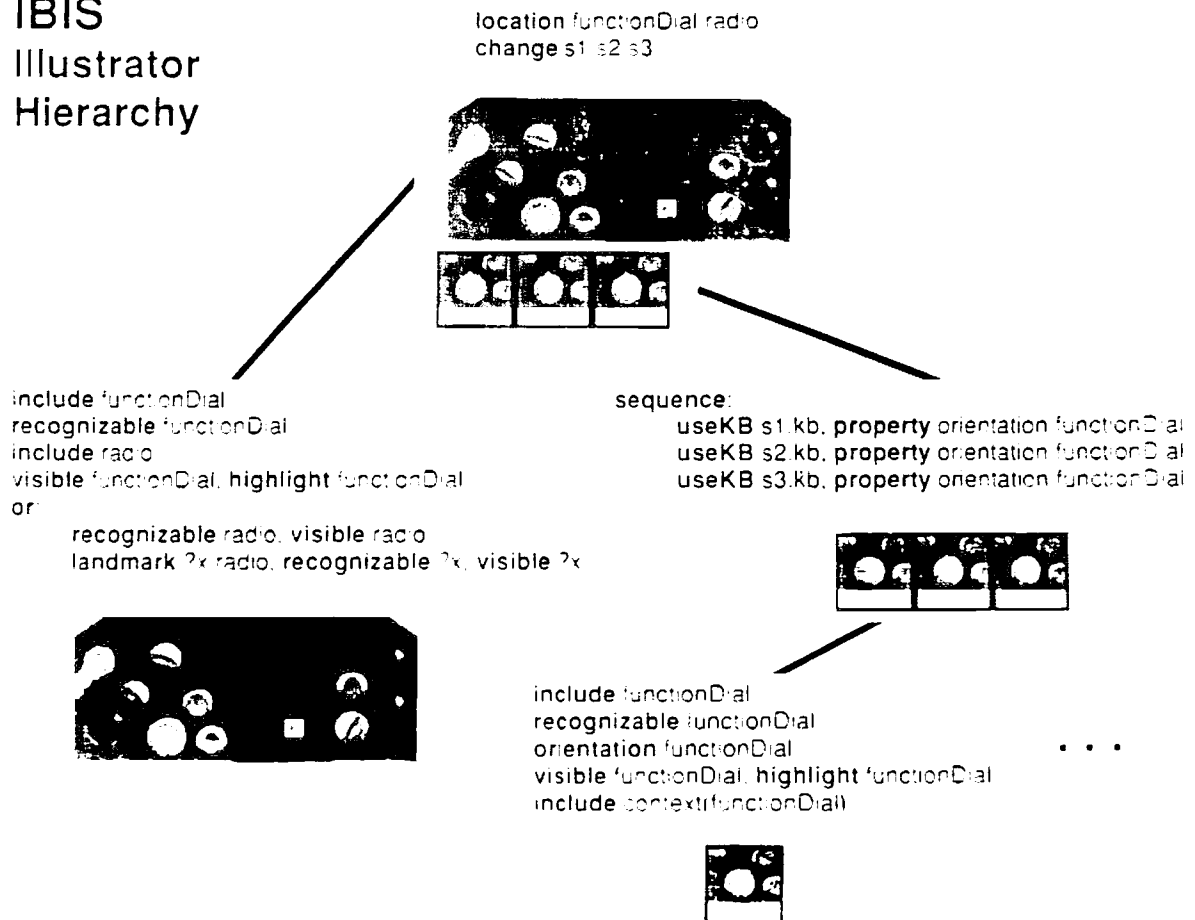 IBIS
Illustrator
Hierarchy
location functionDial radio
change s1 s2 s3
include functionDial
recognizable functionDial
include radio
visible functionDial, highlight functionDial
or:
recognizable radio, visible radio
landmark ?x radio, recognizable ?x, visible ?x
sequence:
useKB s1.kb, property orientation functionDial
useKB s2.kb, property orientation functionDial
useKB s3.kb, property orientation functionDial
include functionDial
recognizable functionDial
orientation functionDial
visible functionDial, highlight functionDial
include context(functionDial)
. . .